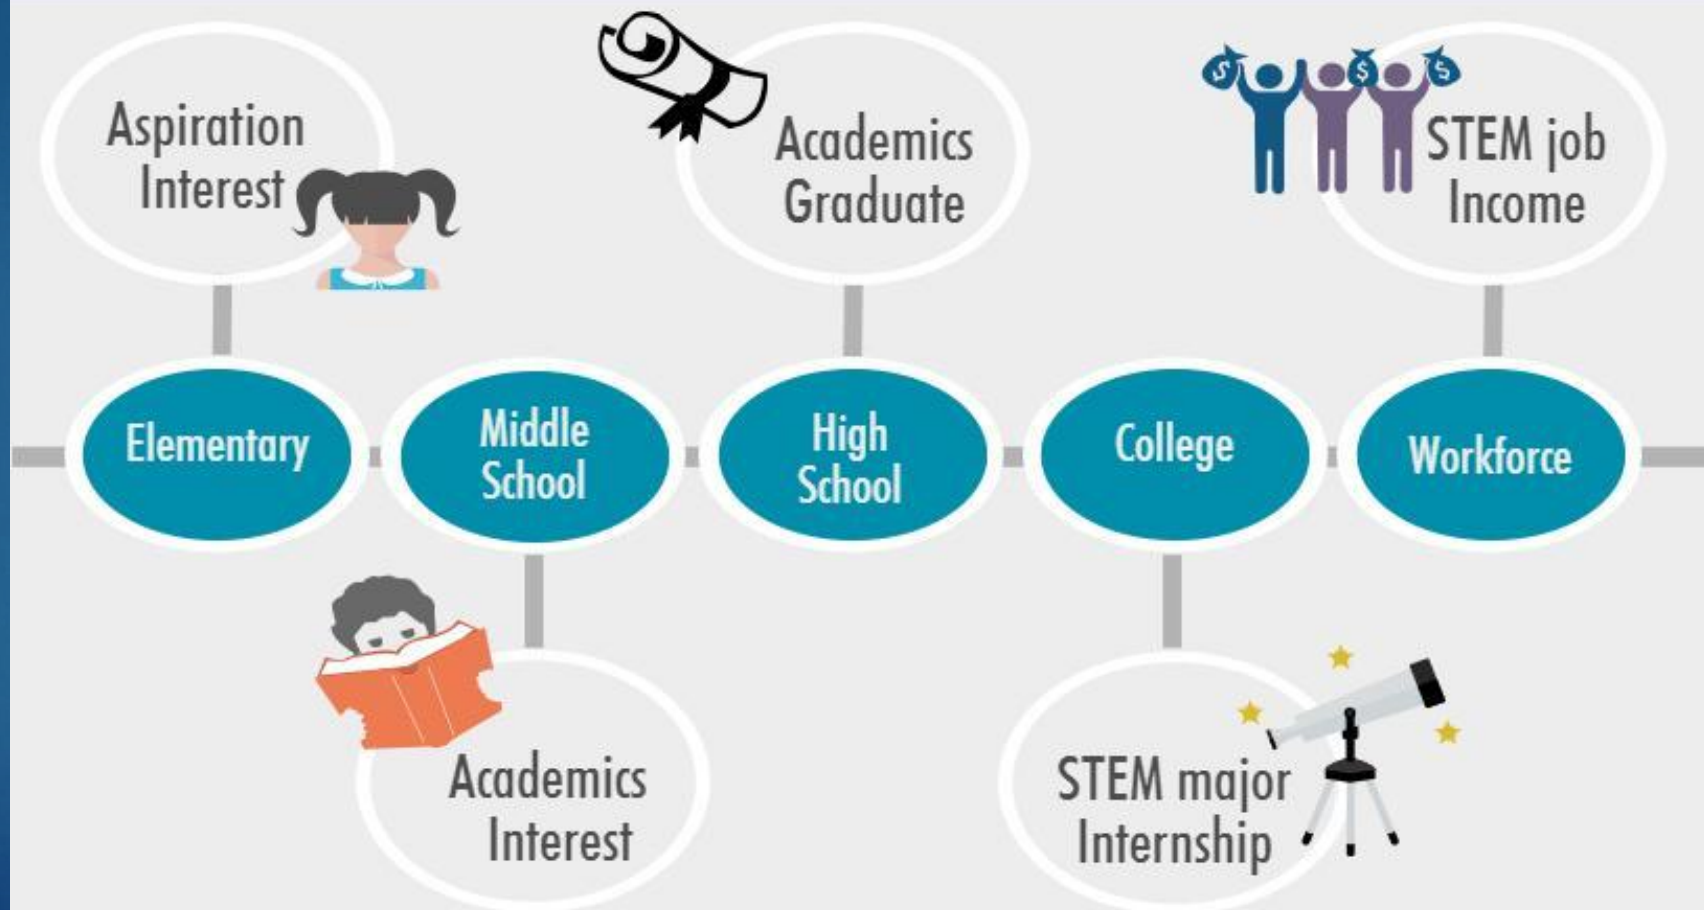 Aspiration
Interest
Academics
Graduate
$ $ $
STEM job
Income
Elementary
Middle
School
High
School
College
Workforce
Academics
Interest
STEM major
Internship